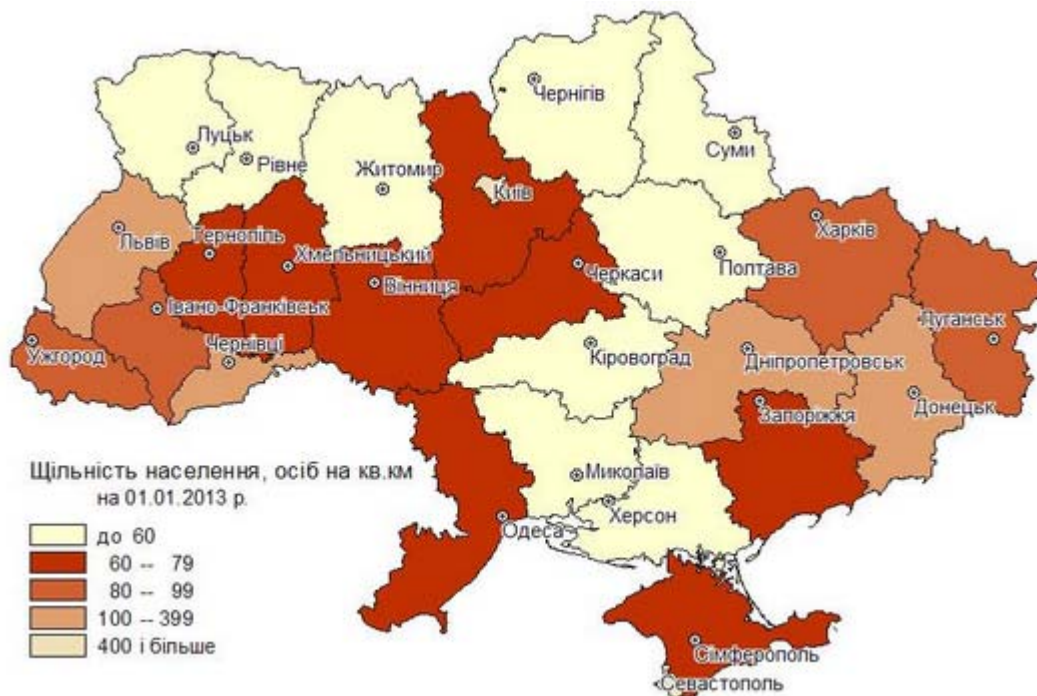 Чернігів
Луцьк
Рівне
Суми
Житомир
Київ
Львів
Тернопіль
Хмельницький
Вінниця
Черкаси
Полтава
Харків
Івано-Франківськ
Ужгород
Чернівці
Кіровоград
Дніпропетровськ
Луганськ
Запоріжжя
Донецьк
Миколаїв
Херсон
Одеса
Сімферополь
Севастополь
Щільність населення, осіб на кв.км
на 01.01.2013 р.
до 60
60 -- 79
80 -- 99
100 -- 399
400 і більше